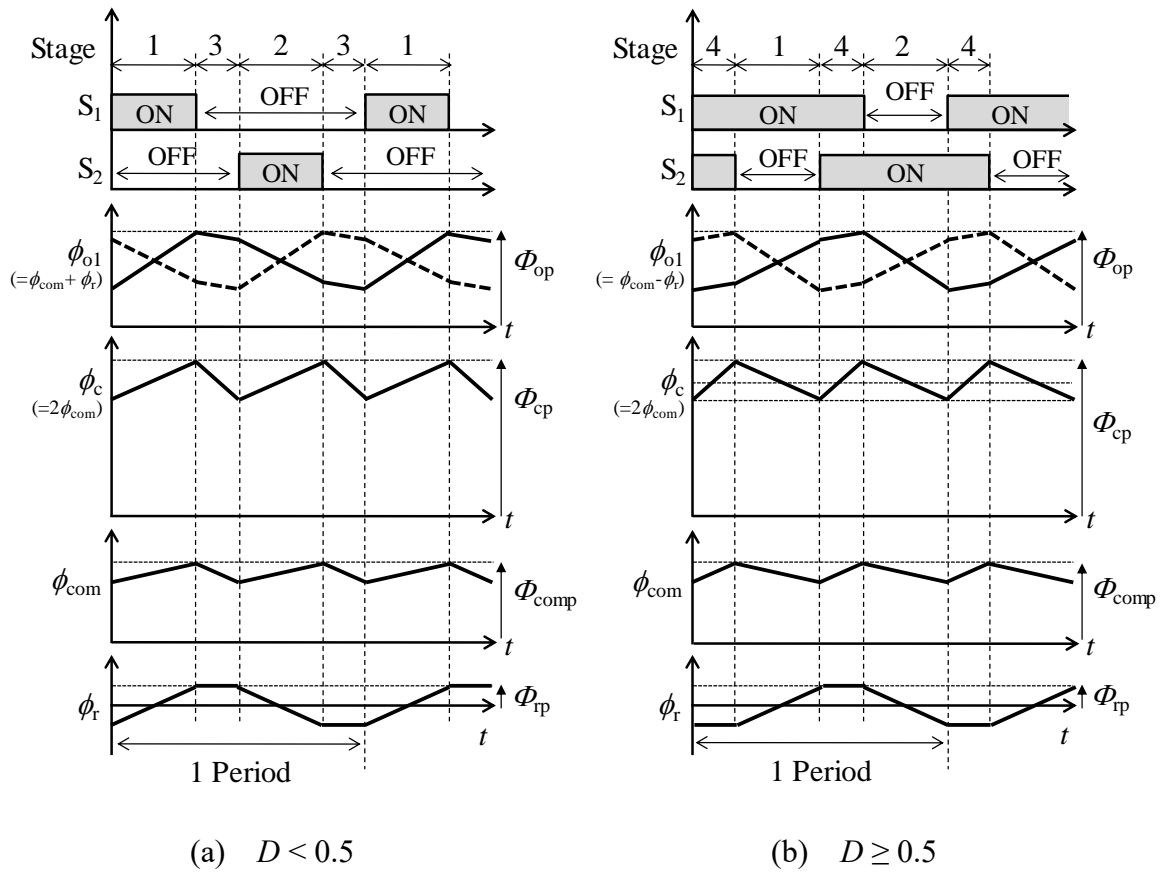 Stage
1 3 2 3 1
S1
ON OFF ON
S2
OFF ON OFF
ϕo1
(=ϕcom+ ϕr)
Φop
t
ϕc
(=2ϕcom)
Φcp
t
ϕcom
Φcomp
t
ϕr
Φrp
t
1 Period
(a) D < 0.5
Stage
4 1 4 2 4
S1
ON OFF ON
S2
OFF ON OFF
ϕo1
(= ϕcom-ϕr)
Φop
t
ϕc
(=2ϕcom)
Φcp
t
ϕcom
Φcomp
t
ϕr
Φrp
t
1 Period
(b) D ≥ 0.5